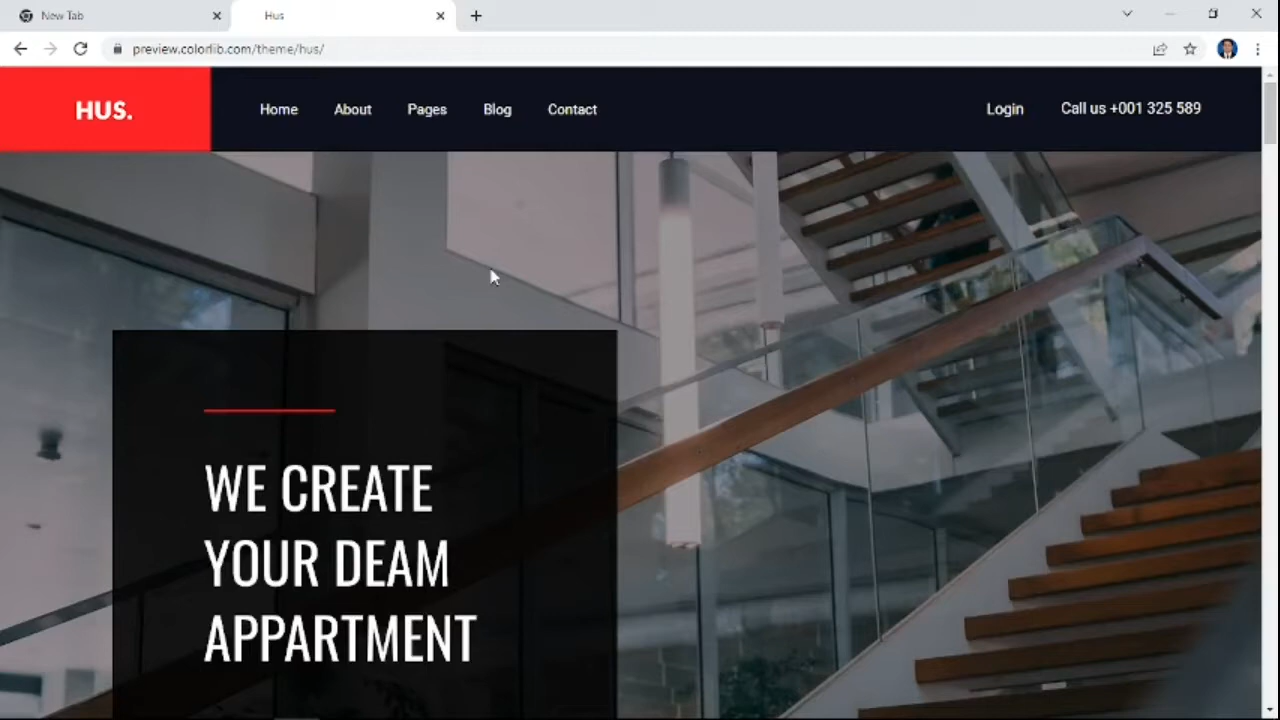 New Tab
Hus
preview.colorlib.com/theme/hus/
HUS.
Home About Pages Blog Contact Login Call us +001 325 589
WE CREATE
YOUR DEAM
APPARTMENT